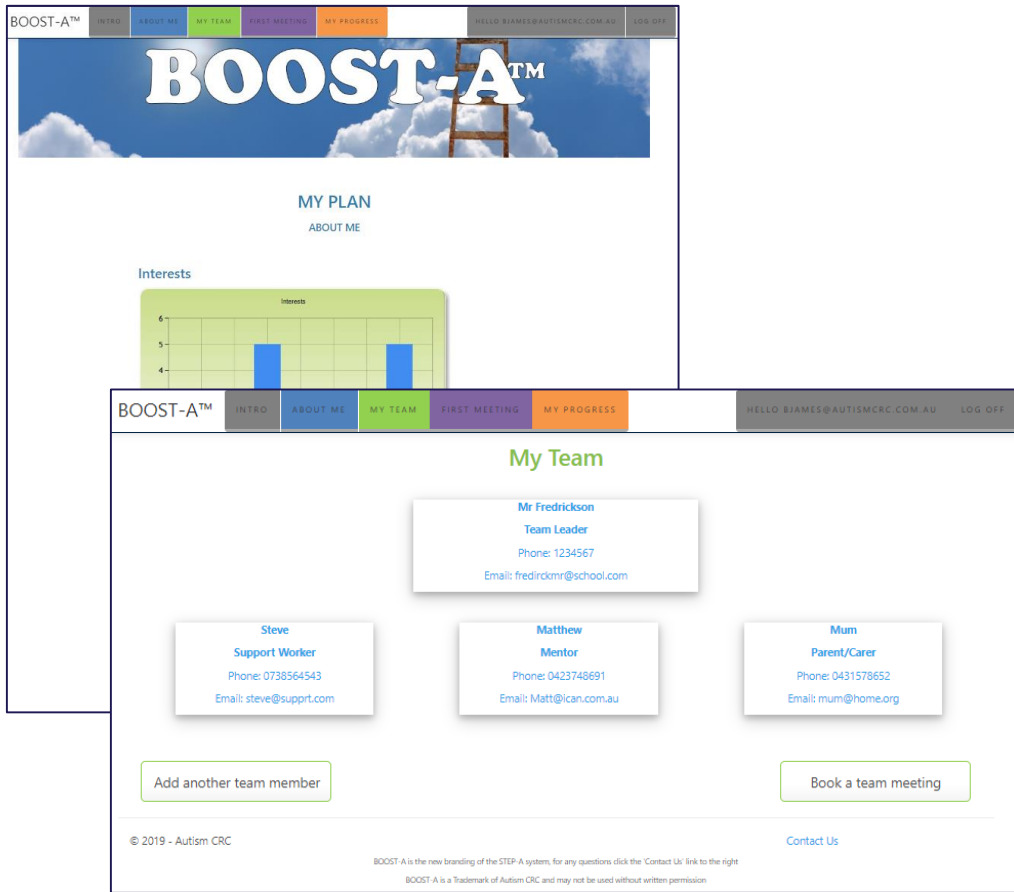 BOOST-A™ INTRO ABOUT ME MY TEAM FIRST MEETING MY PROGRESS HELLO BJAMES@AUTISMCRC.COM.AU LOG OFF
BOOST-A™
MY PLAN
ABOUT ME
Interests
Interests
6
5
4
BOOST-A™ INTRO ABOUT ME MY TEAM FIRST MEETING MY PROGRESS HELLO BJAMES@AUTISMCRC.COM.AU LOG OFF
My Team
Mr Fredrickson
Team Leader
Phone: 1234567
Email: fredirckmr@school.com
Steve
Support Worker
Phone: 0738564543
Email: steve@supprt.com
Matthew
Mentor
Phone: 0423748691
Email: Matt@ican.com.au
Mum
Parent/Carer
Phone: 0431578652
Email: mum@home.org
Add another team member
Book a team meeting
© 2019 - Autism CRC
Contact Us
BOOST-A is the new branding of the STEP-A system, for any questions click the 'Contact Us' link to the right
BOOST-A is a Trademark of Autism CRC and may not be used without written permission